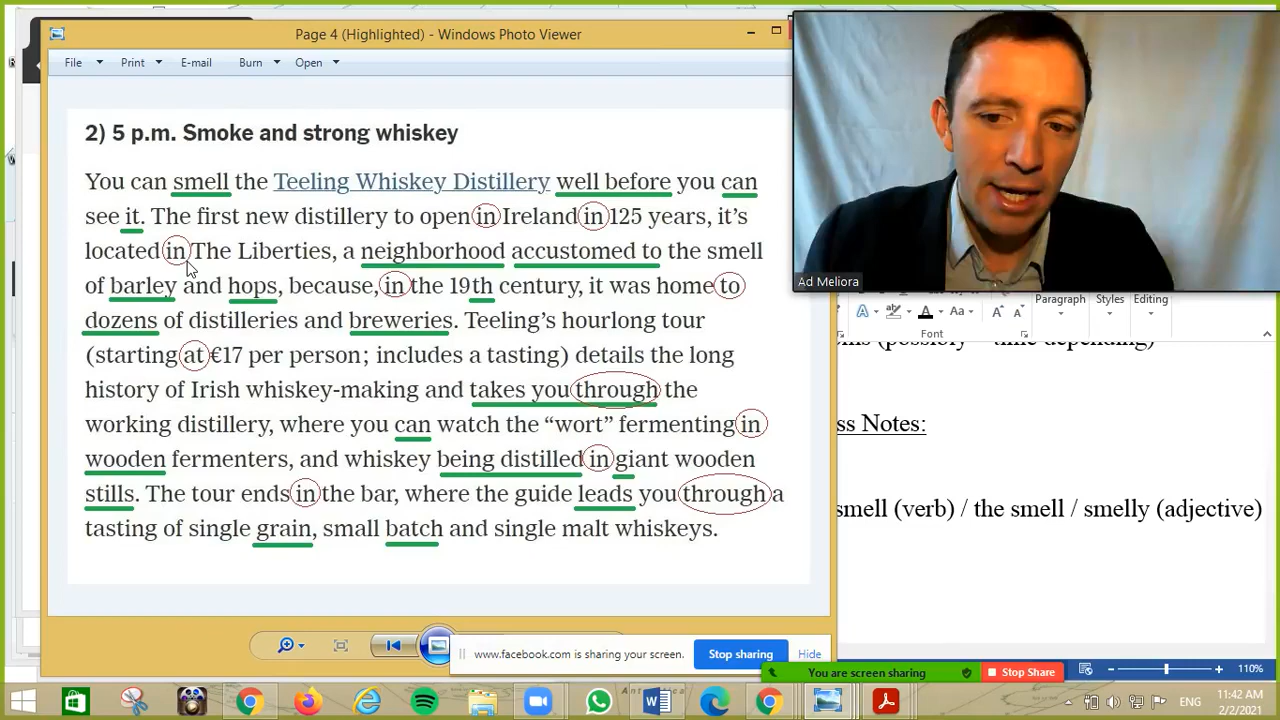 Page 4 (Highlighted) - Windows Photo Viewer
File Print E-mail Burn Open
2) 5 p.m. Smoke and strong whiskey
You can smell the Teeling Whiskey Distillery well before you can
see it. The first new distillery to open in Ireland in 125 years, it's
located in The Liberties, a neighborhood accustomed to the smell
of barley and hops, because, in the 19th century, it was home to
dozens of distilleries and breweries. Teeling's hourlong tour
(starting at €17 per person; includes a tasting) details the long
history of Irish whiskey-making and takes you through the
working distillery, where you can watch the “wort” fermenting in
wooden fermenters, and whiskey being distilled in giant wooden
stills. The tour ends in the bar, where the guide leads you through a
tasting of single grain, small batch and single malt whiskeys.
Ad Meliora
Paragraph Styles Editing
Aa
Font
(possibly – time depending)
ss Notes:
smell (verb) / the smell / smelly (adjective)
www.facebook.com is sharing your screen. Stop sharing Hide
You are screen sharing Stop Share
110%
ENG
11:42 AM
2/2/2021